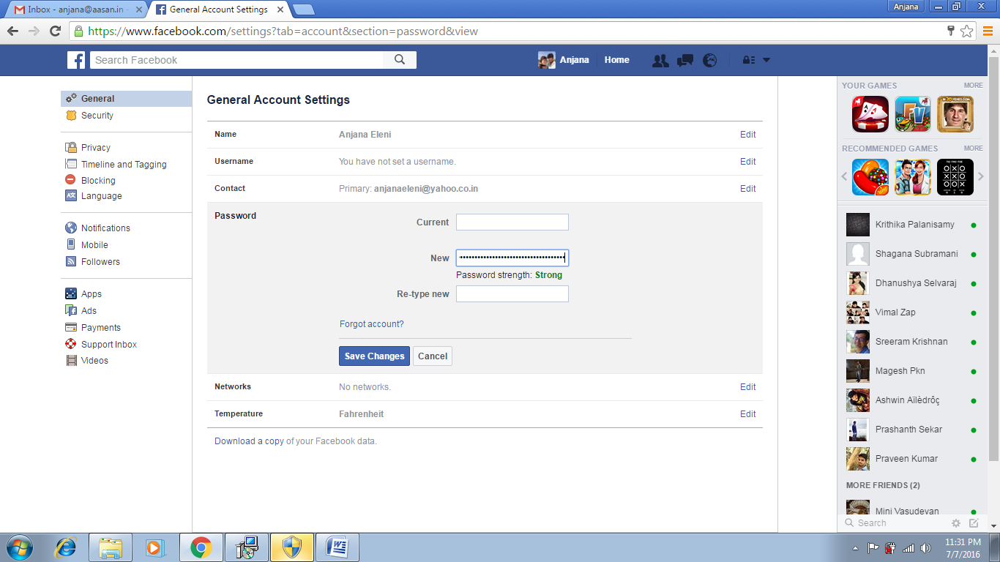 Inbox - anjana@aasan.in -
General Account Settings
Anjana
https://www.facebook.com/settings?tab=account&section=password&view
Search Facebook
Anjana
Home
General
Security
Privacy
Timeline and Tagging
Blocking
Language
Notifications
Mobile
Followers
Apps
Ads
Payments
Support Inbox
Videos
General Account Settings
Name Anjana Eleni Edit
Username You have not set a username. Edit
Contact Primary: anjanaeleni@yahoo.co.in Edit
Password
Current
New
Password strength: Strong
Re-type new
Forgot account?
Save Changes Cancel
Networks No networks. Edit
Temperature Fahrenheit Edit
Download a copy of your Facebook data.
YOUR GAMES MORE
RECOMMENDED GAMES MORE
Krithika Palanisamy
Shagana Subramani
Dhanushya Selvaraj
Vimal Zap
Sreeram Krishnan
Magesh Pkn
Ashwin Aïlèdrôç
Prashanth Sekar
Praveen Kumar
MORE FRIENDS (2)
Mini Vasudevan
Search
11:31 PM
7/7/2016